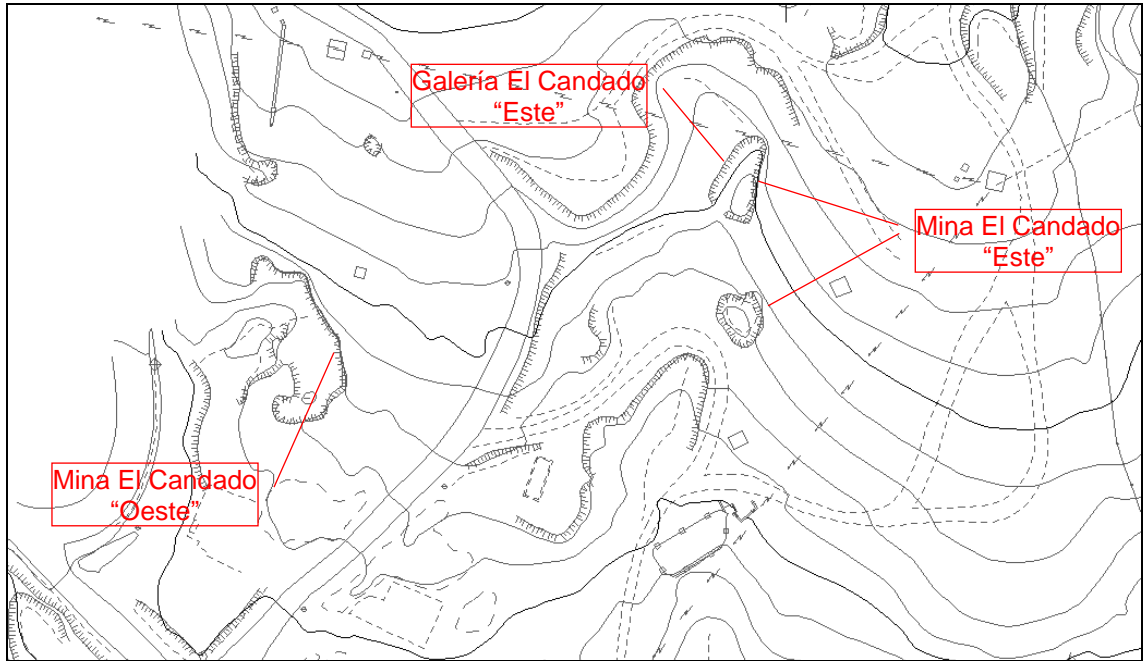 Galería El Candado
“Este”
Mina El Candado
“Este”
Mina El Candado
“Oeste”